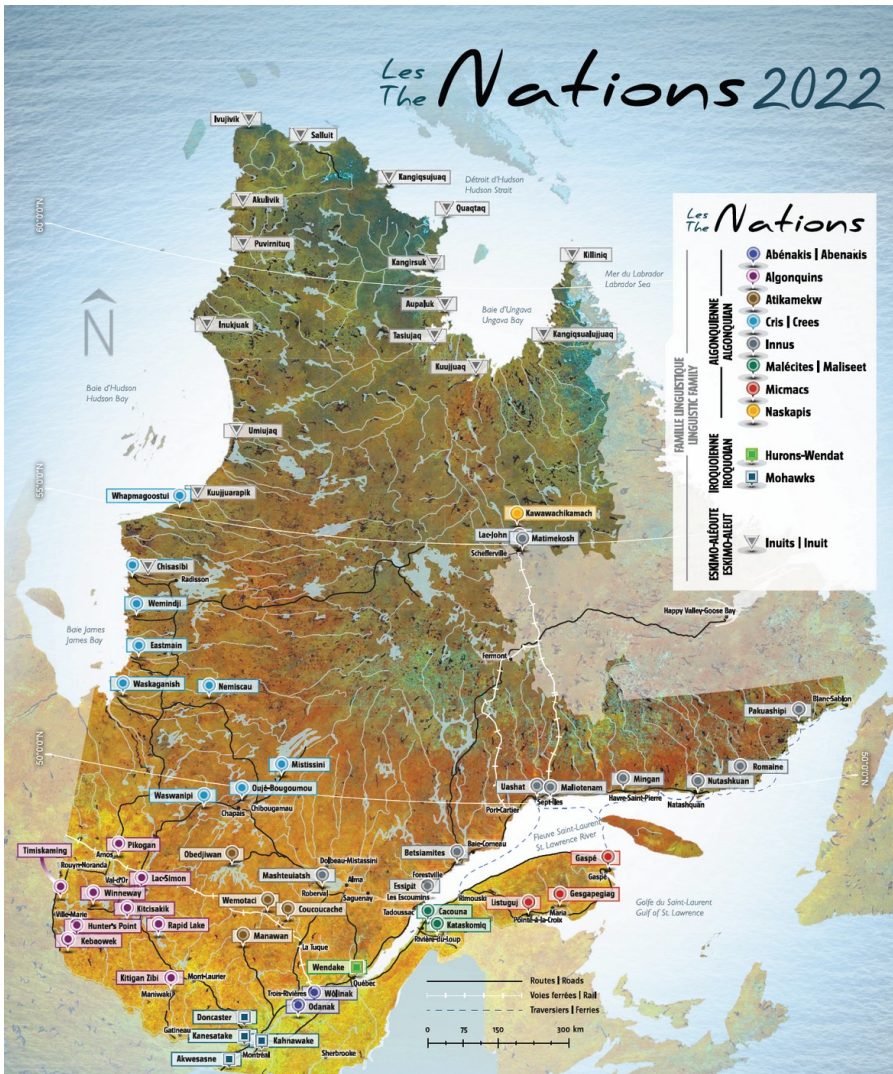 Les
The Nations 2022
Ivujivik
Salluit
Kangiqsujuaq
Détroit d'Hudson
Hudson Strait
Akulivik
Quaqtaq
60°0'0"N
Puvirnituq
Kangirsuk
Killiniq
Mer du Labrador
Labrador Sea
Aupaluk
Baie d'Ungava
Ungava Bay
N
Inukjuak
Tasiujaq
Kangiqsualujjuaq
Kuujjuaq
Baie d'Hudson
Hudson Bay
Umiujaq
55°0'0"N
Whapmagoostui
Kuujjuarapik
Kawawachikamach
Lac-John
Matimekosh
Schefferville
Chisasibi
Radisson
Wemindji
Happy Valley-Goose Bay
Baie James
James Bay
Eastmain
Fermont
Waskaganish
Nemiscau
Pakuashipi
Blanc-Sablon
50°0'0"N
Mistissini
Romaine
50°0'0"N
Waswanipi
Oujé-Bougoumou
Uashat
Maliotenam
Mingan
Nutashkuan
Chapais
Chibougamau
Port-Cartier
Sept-Îles
Havre-Saint-Pierre
Natashquan
Timiskaming
Pikogan
Amos
Obedjiwan
Dolbeau-Mistassini
Betsiamites
Baie-Comeau
Fleuve Saint-Laurent
St. Lawrence River
Gaspé
Gaspé
Rouyn-Noranda
Val-d'Or
Lac-Simon
Mashteuiatsh
Alma
Forestville
Essipit
Winneway
Roberval
Saguenay
Les Escoumins
Rimouski
Gesgapegiag
Ville-Marie
Kitcisakik
Wemotaci
Coucoucache
Tadoussac
Cacouna
Listuguj
Maria
Pointe-à-la-Croix
Golfe du Saint-Laurent
Gulf of St. Lawrence
Hunter's Point
Rapid Lake
Kataskomiq
Kebaowek
Manawan
La Tuque
Rivière-du-Loup
Kitigan Zibi
Mont-Laurier
Wendake
Québec
Maniwaki
Trois-Rivières
Wôlinak
Odanak
Doncaster
Gatineau
Kanesatake
Kahnawake
Akwesasne
Montréal
Sherbrooke
Routes | Roads
Voies ferrées | Rail
Traversiers | Ferries
0 75 150 300 km
Les
The Nations
FAMILLE LINGUISTIQUE
LINGUISTIC FAMILY
ALGONQUIENNE
ALGONQUIAN
Abénakis | Abenakis
Algonquins
Atikamekw
Cris | Crees
Innus
Malécites | Maliseet
Micmacs
Naskapis
IROQUOIENNE
IROQUOIAN
Hurons-Wendat
Mohawks
ESKIMO-ALÉOUTE
ESKIMO-ALEUT
Inuits | Inuit